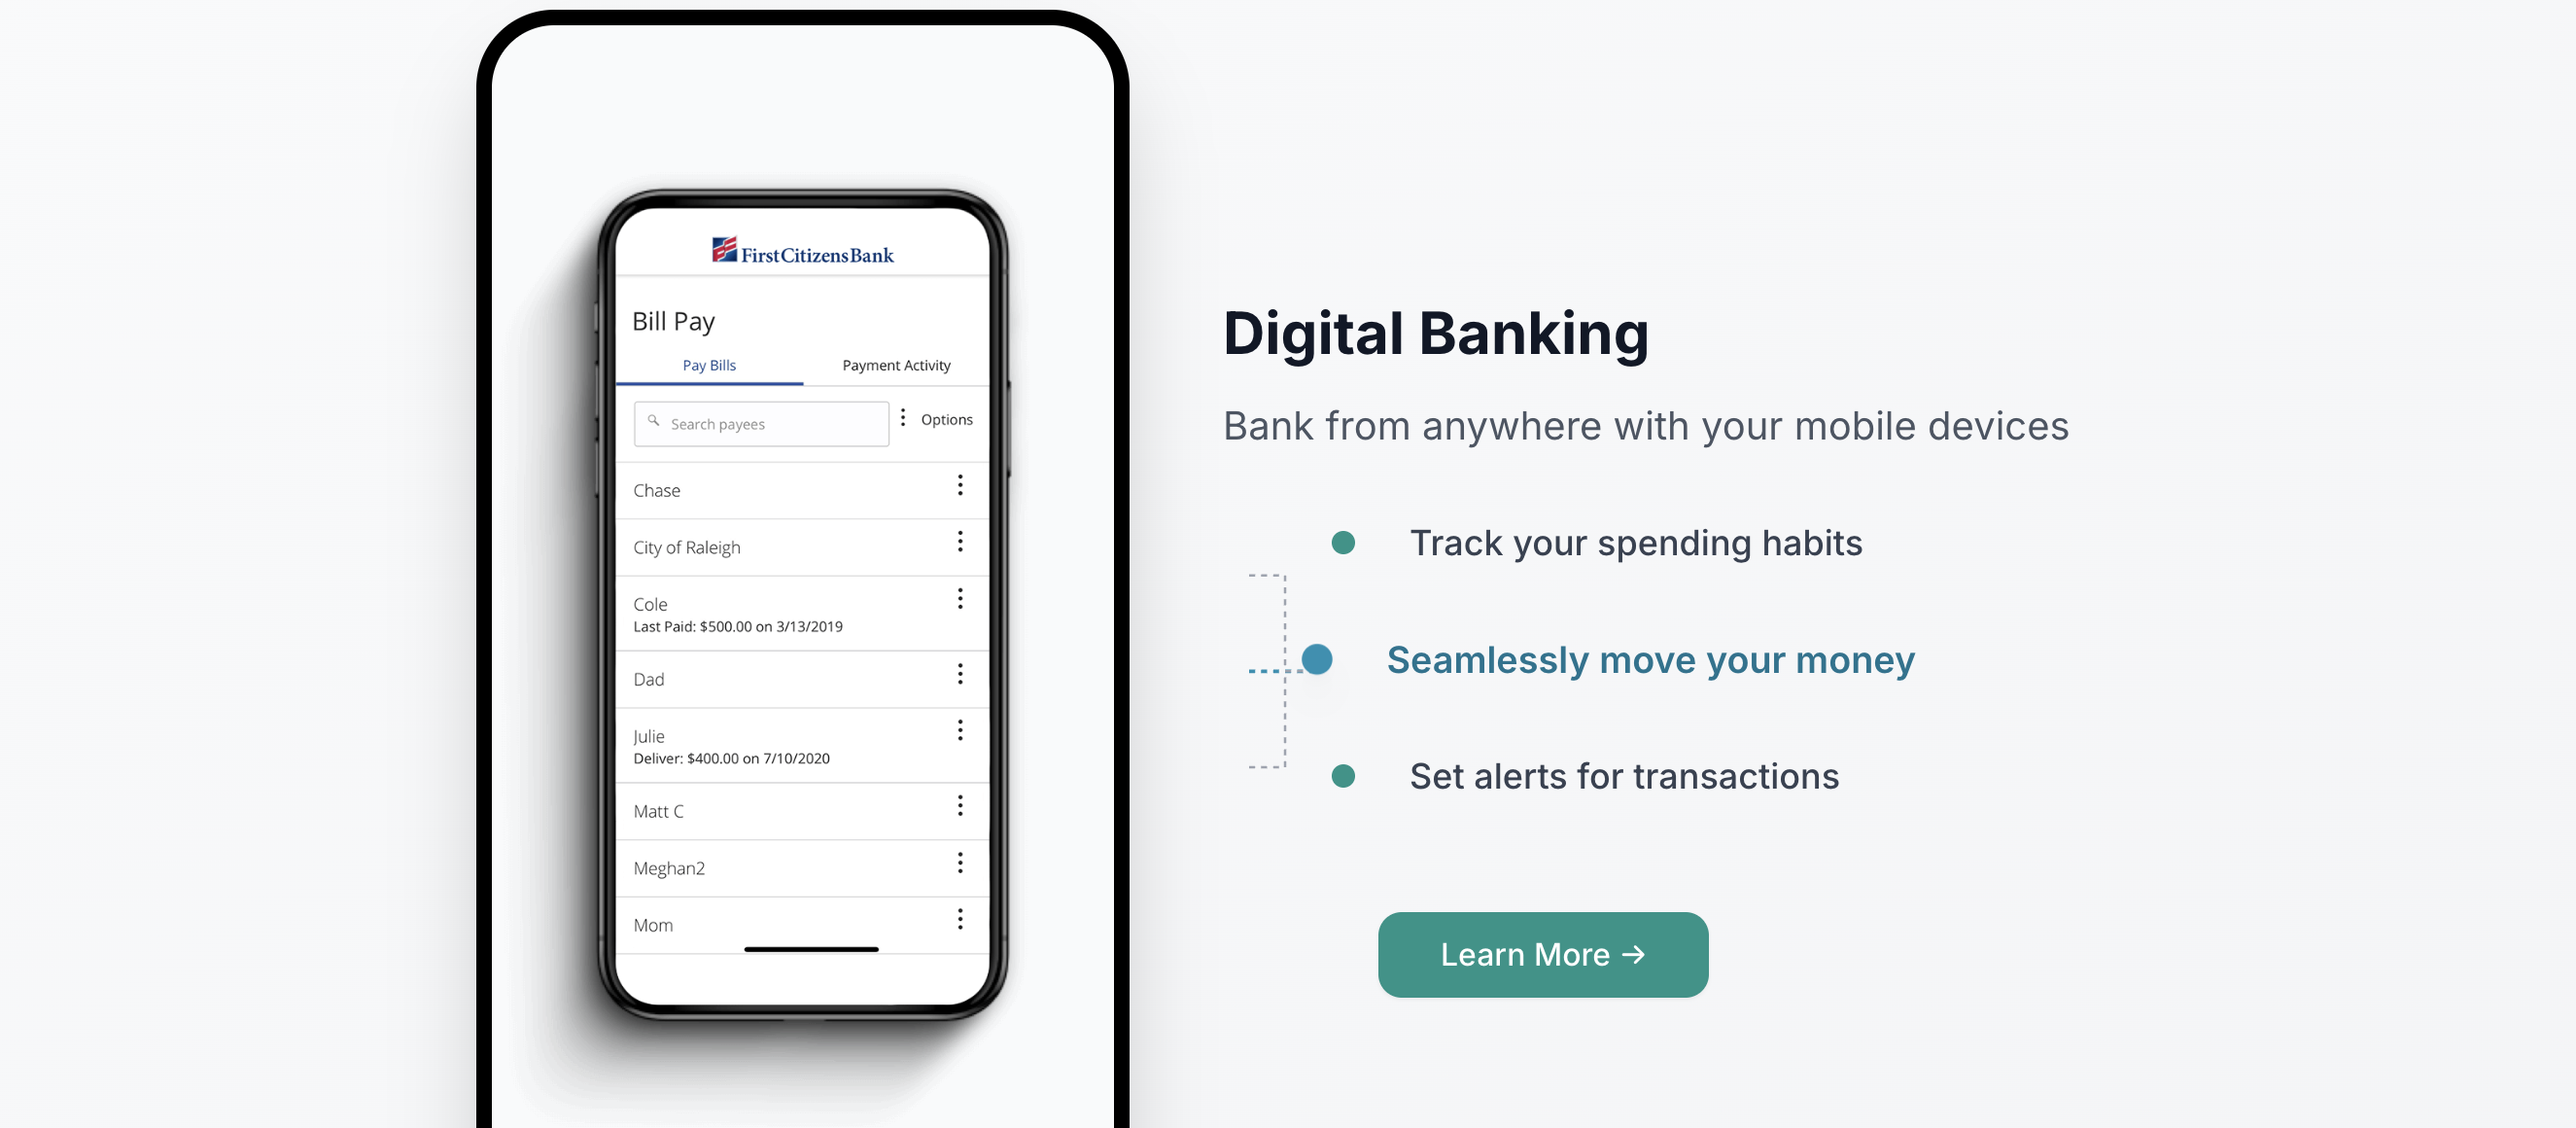 FirstCitizensBank
Bill Pay
Pay Bills
Payment Activity
Search payees
Options
Chase
City of Raleigh
Cole
Last Paid: $500.00 on 3/13/2019
Dad
Julie
Deliver: $400.00 on 7/10/2020
Matt C
Meghan2
Mom
Digital Banking
Bank from anywhere with your mobile devices
Track your spending habits
Seamlessly move your money
Set alerts for transactions
Learn More →